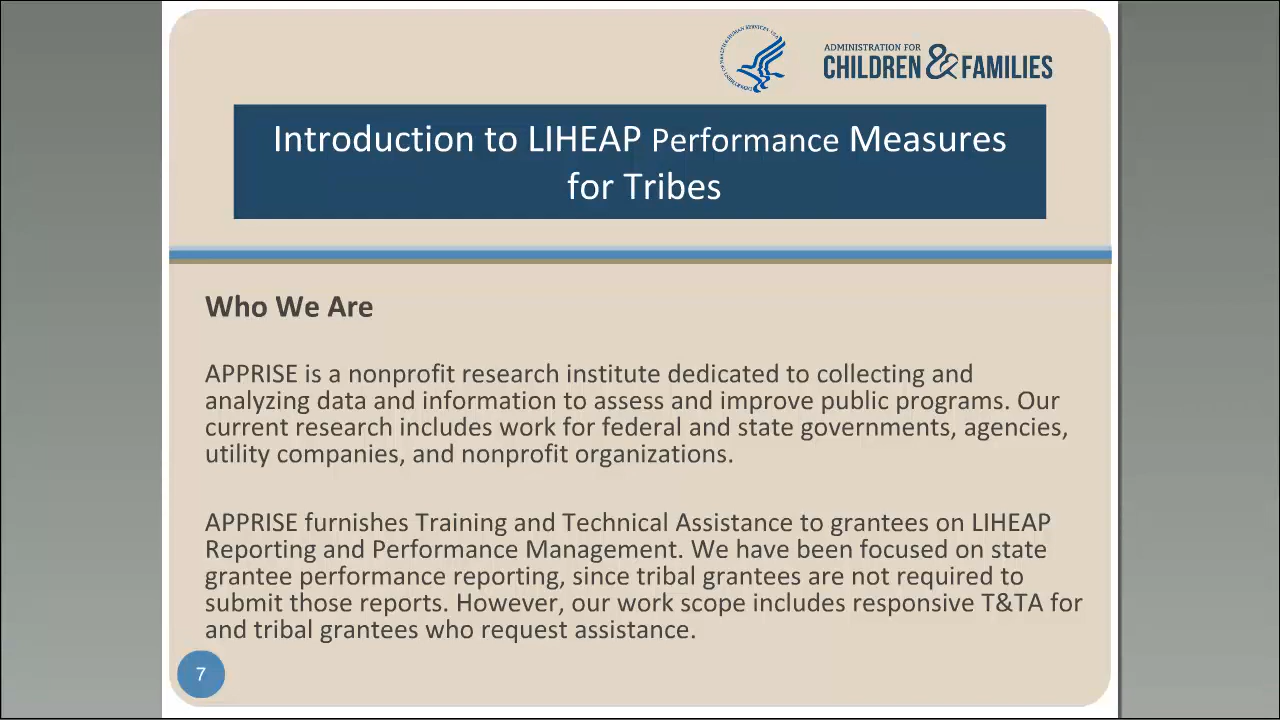 ADMINISTRATION FOR
CHILDREN & FAMILIES
Introduction to LIHEAP Performance Measures
for Tribes
Who We Are
APPRISE is a nonprofit research institute dedicated to collecting and
analyzing data and information to assess and improve public programs. Our
current research includes work for federal and state governments, agencies,
utility companies, and nonprofit organizations.
APPRISE furnishes Training and Technical Assistance to grantees on LIHEAP
Reporting and Performance Management. We have been focused on state
grantee performance reporting, since tribal grantees are not required to
submit those reports. However, our work scope includes responsive T&TA for
and tribal grantees who request assistance.
7